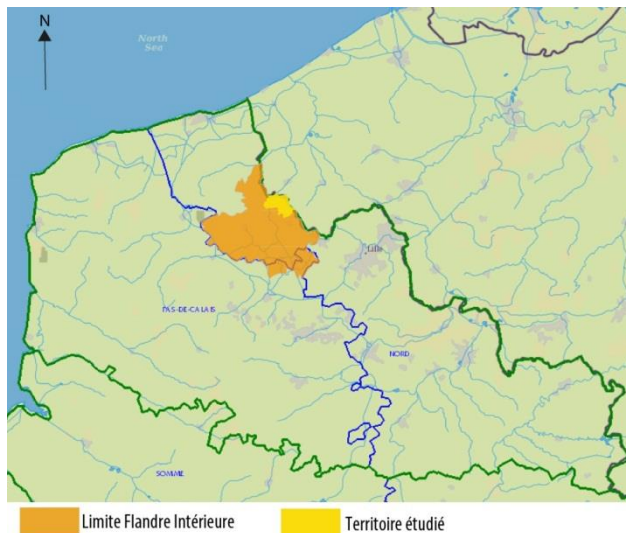 N
North
Sea
Lille
PAS-DE-CALAIS
NORD
SOMME
Limite Flandre Intérieure
Territoire étudié